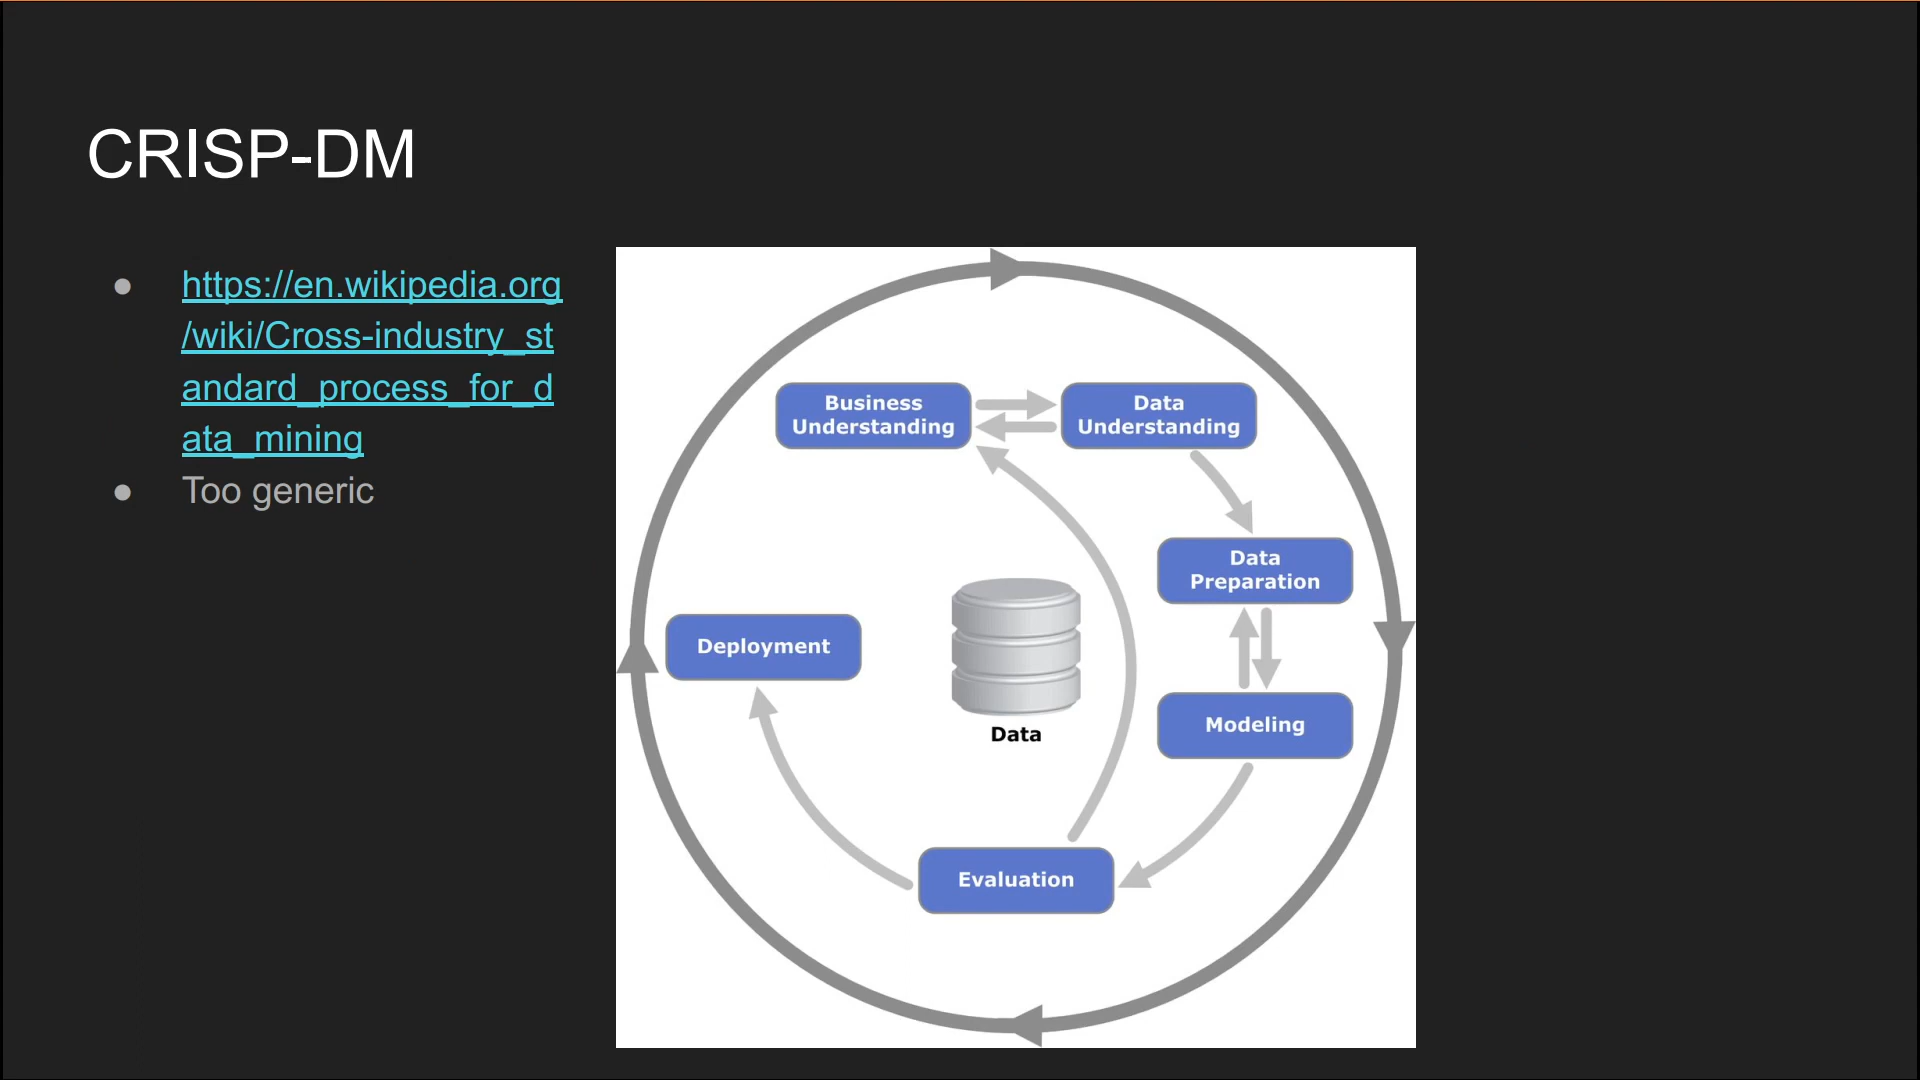 CRISP-DM
● https://en.wikipedia.org
/wiki/Cross-industry_st
andard_process_for_d
ata_mining
● Too generic
Business
Understanding
Data
Understanding
Data
Preparation
Deployment
Modeling
Data
Evaluation